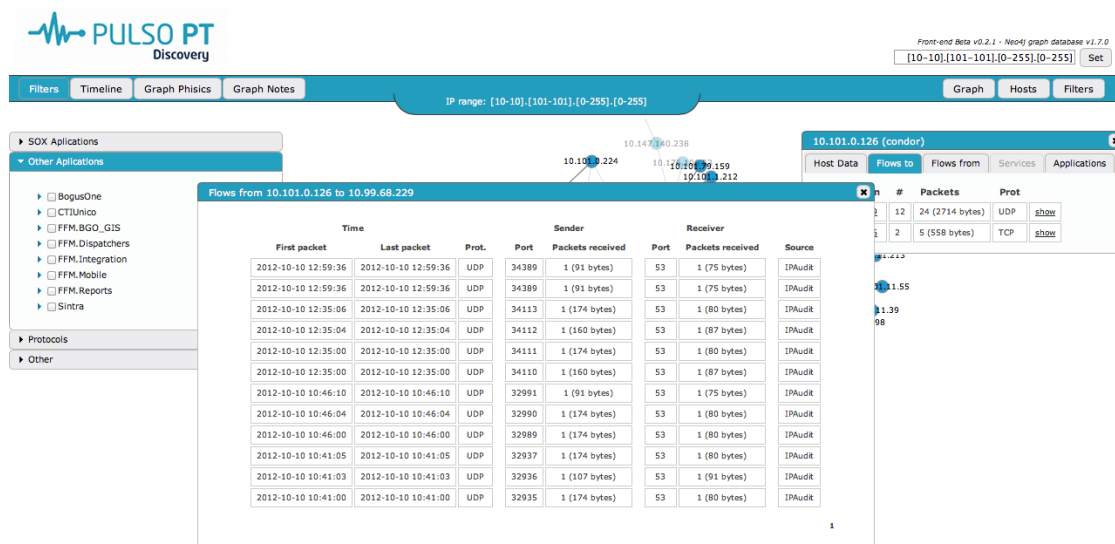 PULSO PT
Discovery
Front-end Beta v0.2.1 - Neo4j graph database v1.7.0
[10-10].[101-101].[0-255].[0-255] Set
Filters Timeline Graph Phisics Graph Notes Graph Hosts Filters
IP range: [10-10].[101-101].[0-255].[0-255]
SOX Aplications
Other Aplications
BogusOne
CTIUnico
FFM.BGO_GIS
FFM.Dispatchers
FFM.Integration
FFM.Mobile
FFM.Reports
Sintra
Protocols
Other
10.147.140.238
10.101.0.224
10.101.79.159
10.101.1.212
10.101.0.126 (condor)
Host Data Flows to Flows from Services Applications
# Packets Prot
12 24 (2714 bytes) UDP show
2 5 (558 bytes) TCP show
11.55
11.39
98
Flows from 10.101.0.126 to 10.99.68.229
Time Sender Receiver
First packet Last packet Prot. Port Packets received Port Packets received Source
2012-10-10 12:59:36 2012-10-10 12:59:36 UDP 34389 1 (91 bytes) 53 1 (75 bytes) IPAudit
2012-10-10 12:59:36 2012-10-10 12:59:36 UDP 34389 1 (91 bytes) 53 1 (75 bytes) IPAudit
2012-10-10 12:35:06 2012-10-10 12:35:06 UDP 34113 1 (174 bytes) 53 1 (80 bytes) IPAudit
2012-10-10 12:35:04 2012-10-10 12:35:04 UDP 34112 1 (160 bytes) 53 1 (87 bytes) IPAudit
2012-10-10 12:35:00 2012-10-10 12:35:00 UDP 34111 1 (174 bytes) 53 1 (80 bytes) IPAudit
2012-10-10 12:35:00 2012-10-10 12:35:00 UDP 34110 1 (160 bytes) 53 1 (87 bytes) IPAudit
2012-10-10 10:46:10 2012-10-10 10:46:10 UDP 32991 1 (91 bytes) 53 1 (75 bytes) IPAudit
2012-10-10 10:46:04 2012-10-10 10:46:04 UDP 32990 1 (174 bytes) 53 1 (80 bytes) IPAudit
2012-10-10 10:46:00 2012-10-10 10:46:00 UDP 32989 1 (174 bytes) 53 1 (80 bytes) IPAudit
2012-10-10 10:41:05 2012-10-10 10:41:05 UDP 32937 1 (174 bytes) 53 1 (80 bytes) IPAudit
2012-10-10 10:41:03 2012-10-10 10:41:03 UDP 32936 1 (107 bytes) 53 1 (91 bytes) IPAudit
2012-10-10 10:41:00 2012-10-10 10:41:00 UDP 32935 1 (174 bytes) 53 1 (80 bytes) IPAudit
1